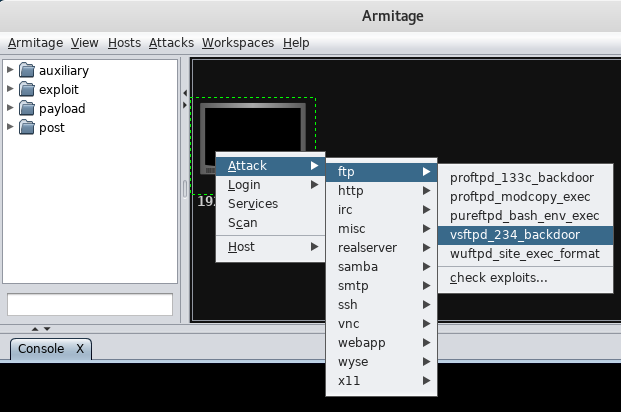 Armitage
Armitage View Hosts Attacks Workspaces Help
auxiliary
exploit
payload
post
Attack
Login
Services
Scan
Host
ftp
http
irc
misc
realserver
samba
smtp
ssh
vnc
webapp
wyse
x11
proftpd_133c_backdoor
proftpd_modcopy_exec
pureftpd_bash_env_exec
vsftpd_234_backdoor
wuftpd_site_exec_format
check exploits...
Console X